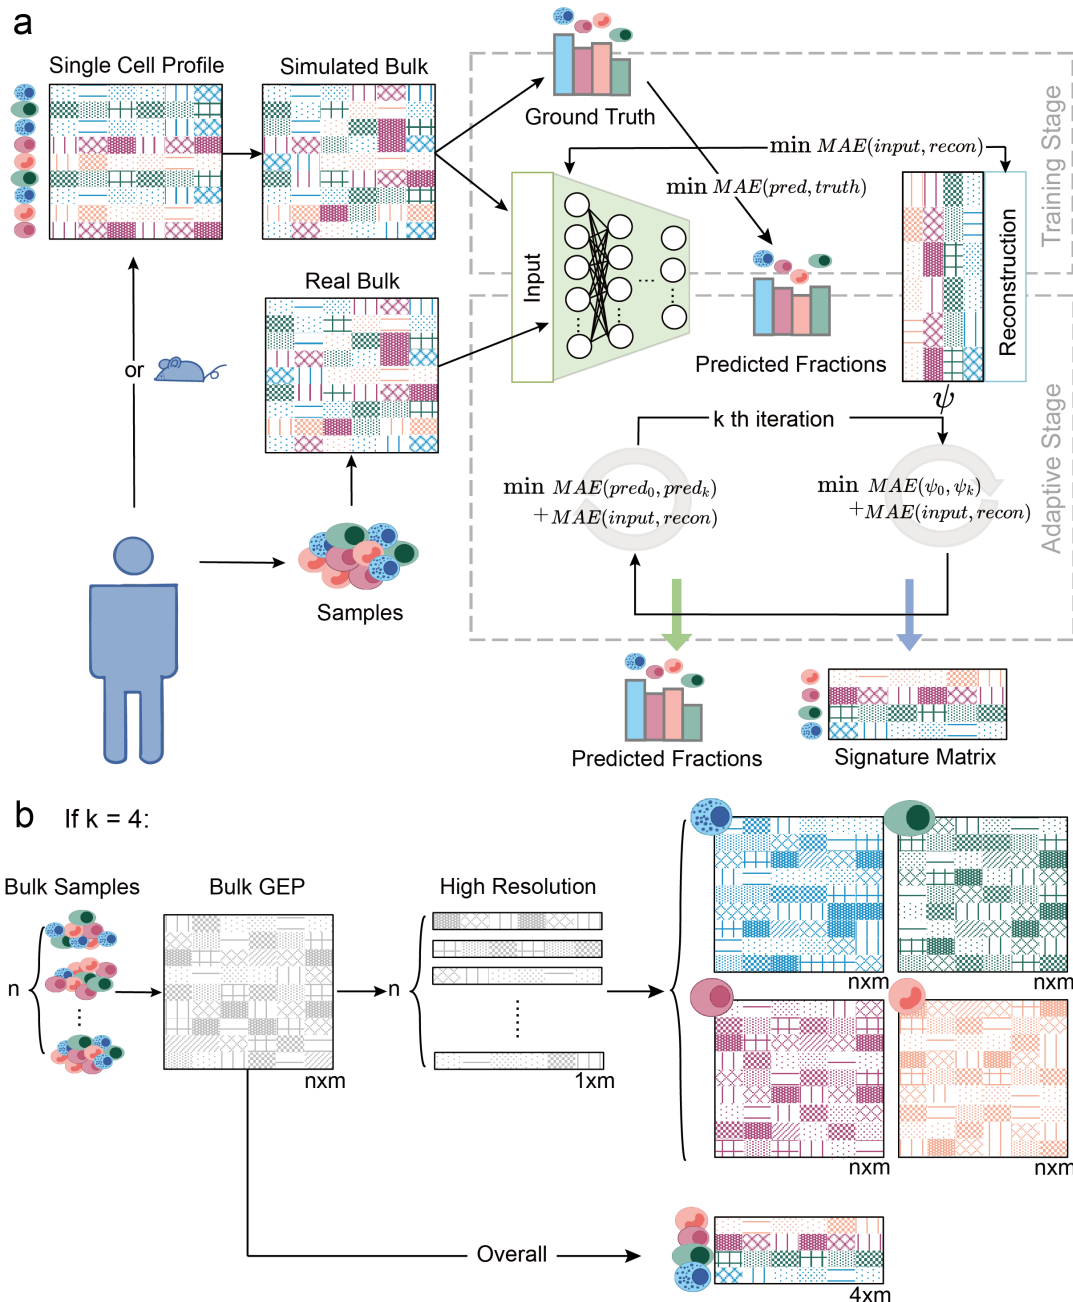 a
Single Cell Profile
Simulated Bulk
Ground Truth
min MAE(input, recon)
min MAE(pred, truth)
Training Stage
Input
Reconstruction
Real Bulk
or
Predicted Fractions
ψ
k th iteration
min MAE(pred₀, predₖ)
+MAE(input, recon)
min MAE(ψ₀, ψₖ)
+MAE(input, recon)
Adaptive Stage
Samples
Predicted Fractions
Signature Matrix
b
If k = 4:
Bulk Samples
Bulk GEP
High Resolution
n
n
nxm
1xm
nxm
nxm
nxm
nxm
Overall
4xm